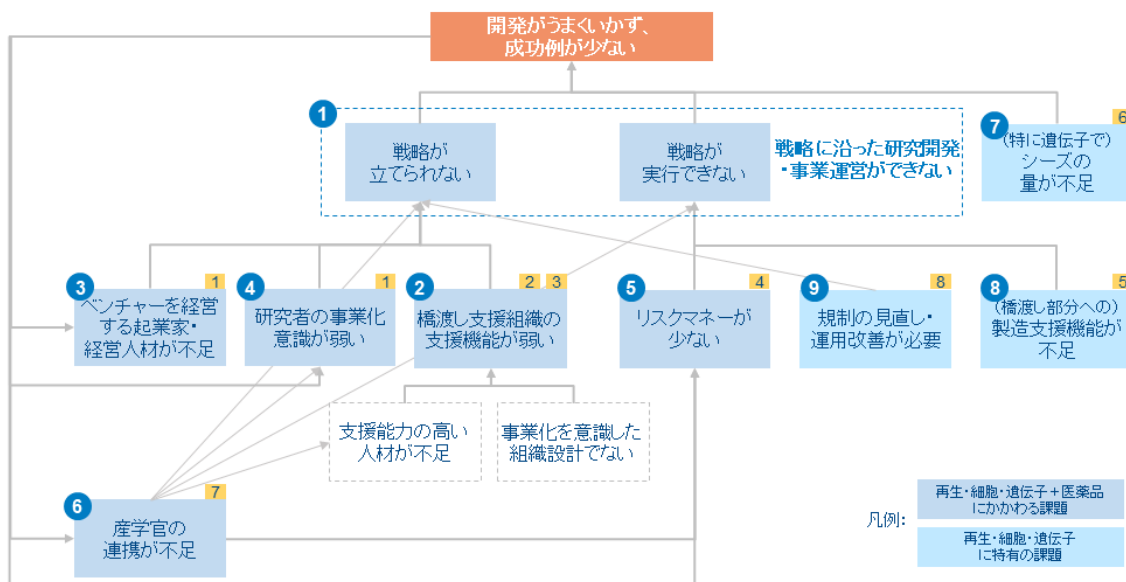 開発がうまくいかず、
成功例が少ない
1
戦略が
立てられない
戦略が
実行できない
戦略に沿った研究開発
・事業運営ができない
7
6
(特に遺伝子で)
シーズの
量が不足
3
1
ベンチャーを経営
する起業家・
経営人材が不足
4
1
研究者の事業化
意識が弱い
2
2 3
橋渡し支援組織の
支援機能が弱い
5
4
リスクマネーが
少ない
9
8
規制の見直し・
運用改善が必要
8
5
(橋渡し部分への)
製造支援機能が
不足
支援能力の高い
人材が不足
事業化を意識した
組織設計でない
6
7
産学官の
連携が不足
凡例:
再生・細胞・遺伝子+医薬品
にかかわる課題
再生・細胞・遺伝子
に特有の課題